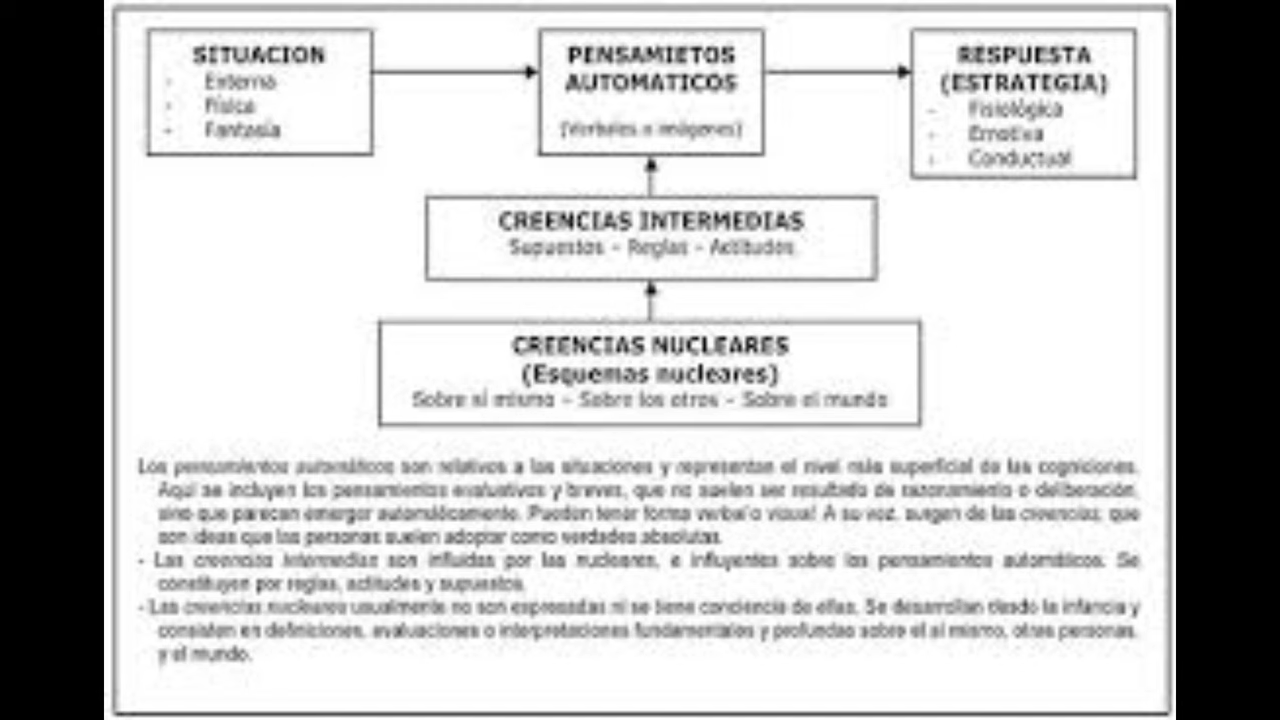 SITUACION
- Externa
- Física
- Fantasía
PENSAMIETOS
AUTOMATICOS
(Verbales o imágenes)
RESPUESTA
(ESTRATEGIA)
- Fisiológica
- Emotiva
- Conductual
CREENCIAS INTERMEDIAS
Supuestos – Reglas – Actitudes
CREENCIAS NUCLEARES
(Esquemas nucleares)
Sobre sí mismo – Sobre los otros – Sobre el mundo
Los pensamientos automáticos son relativos a las situaciones y representan el nivel más superficial de las cogniciones.
Aquí se incluyen los pensamientos evaluativos y breves, que no suelen ser resultado de razonamiento o deliberación,
sino que parecen emerger automáticamente. Pueden tener forma verbal o visual. A su vez, surgen de las creencias, que
son ideas que las personas suelen adoptar como verdades absolutas.
- Las creencias intermedias son influidas por las nucleares, e influyentes sobre los pensamientos automáticos. Se
constituyen por reglas, actitudes y supuestos.
- Las creencias nucleares usualmente no son expresadas ni se tiene conciencia de ellas. Se desarrollan desde la infancia y
consisten en definiciones, evaluaciones o interpretaciones fundamentales y profundas sobre el sí mismo, otras personas,
y el mundo.